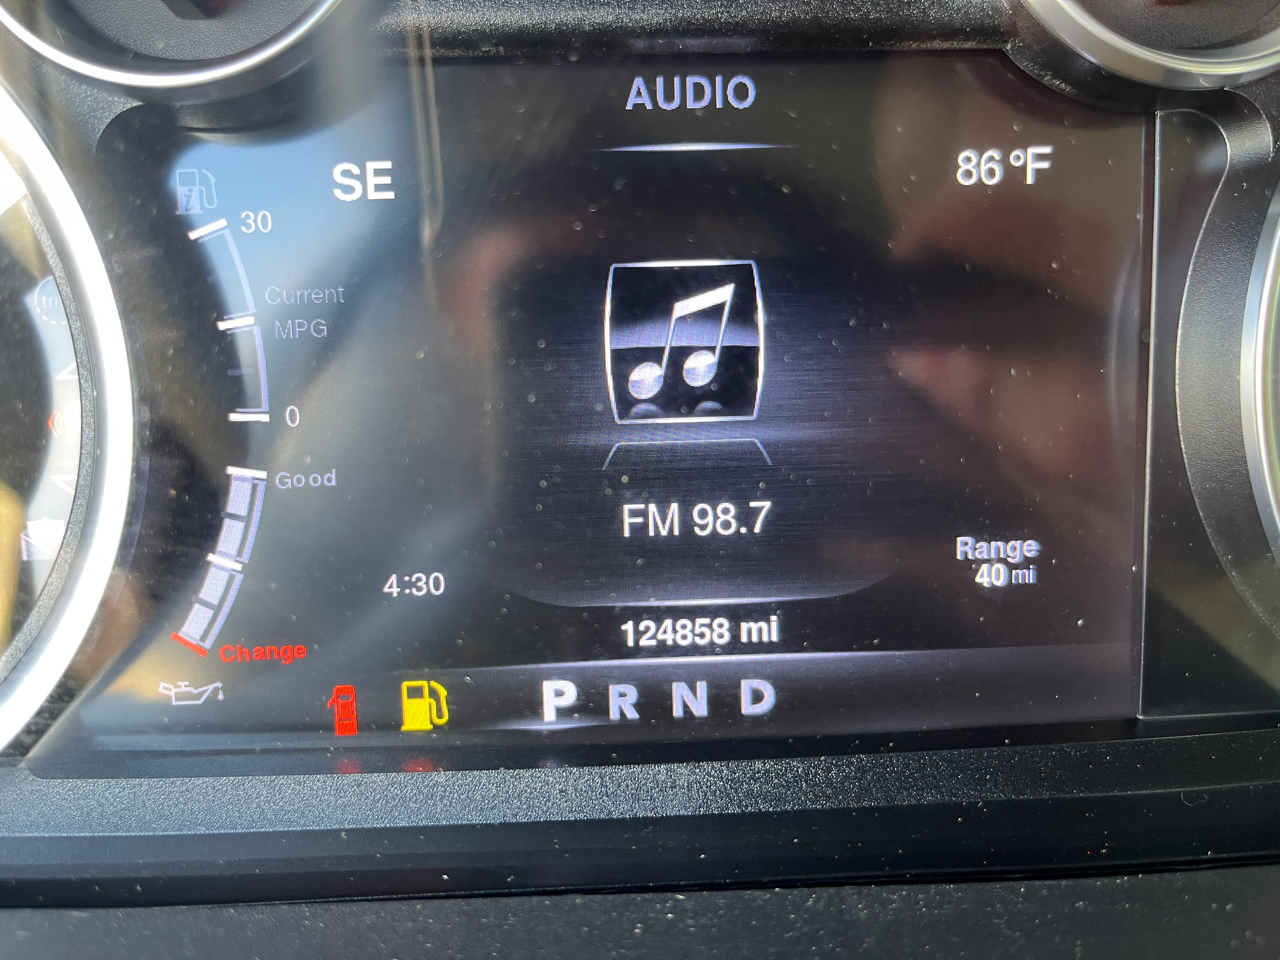 AUDIO
SE
86 °F
30
Current
MPG
0
Good
FM 98.7
Range
40 mi
4:30
124858 mi
Change
P R N D